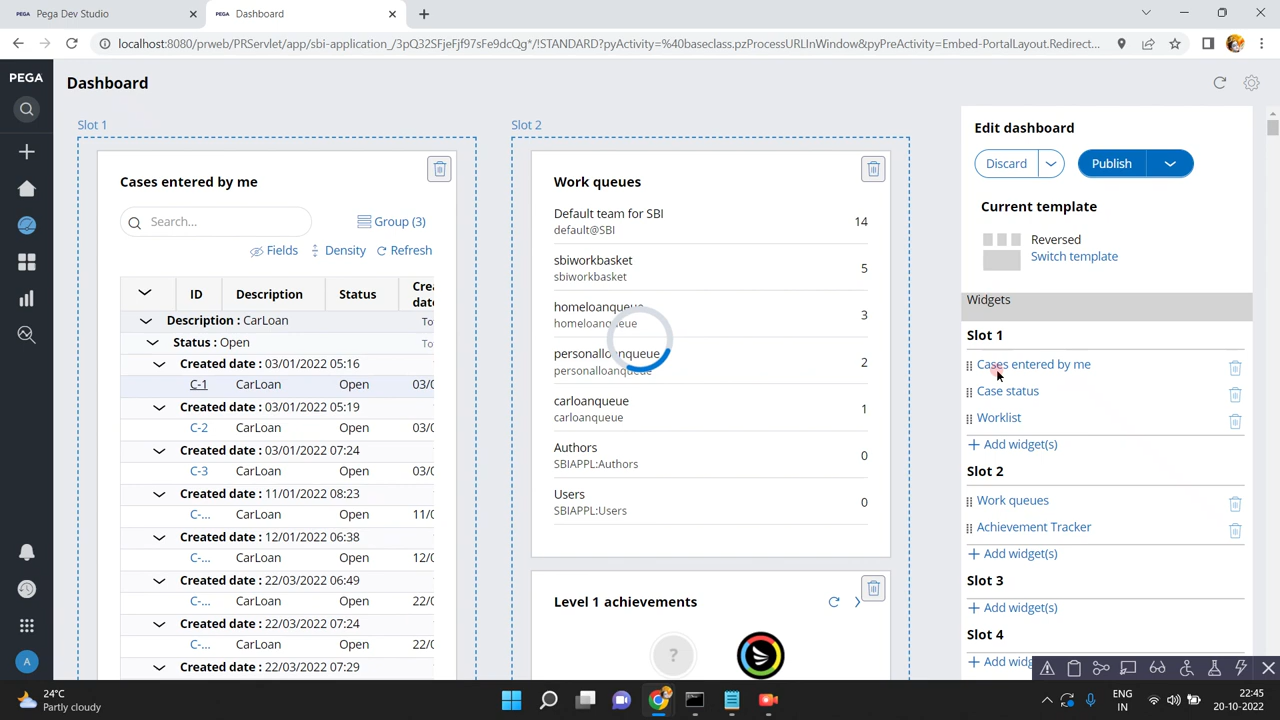 PEGA Pega Dev Studio
PEGA Dashboard
localhost:8080/prweb/PRServlet/app/sbi-application_/3pQ32SFjeFjf97sFe9dcQg*/!STANDARD?pyActivity=%40baseclass.pzProcessURLInWindow&pyPreActivity=Embed-PortalLayout.Redirect...
PEGA
Dashboard
Slot 1
Cases entered by me
Search...
Group (3)
Fields
Density
Refresh
ID
Description
Status
Description : CarLoan
Status : Open
Created date : 03/01/2022 05:16
C-1 CarLoan Open
Created date : 03/01/2022 05:19
C-2 CarLoan Open
Created date : 03/01/2022 07:24
C-3 CarLoan Open
Created date : 11/01/2022 08:23
C-... CarLoan Open
Created date : 12/01/2022 06:38
C-... CarLoan Open
Created date : 22/03/2022 06:49
C-... CarLoan Open
Created date : 22/03/2022 07:24
C-... CarLoan Open
Created date : 22/03/2022 07:29
Slot 2
Work queues
Default team for SBI 14
default@SBI
sbiworkbasket 5
sbiworkbasket
homeloanqueue 3
homeloanqueue
personalloanqueue 2
personalloanqueue
carloanqueue 1
carloanqueue
Authors 0
SBIAPPL:Authors
Users 0
SBIAPPL:Users
Level 1 achievements
?
Edit dashboard
Discard
Publish
Current template
Reversed
Switch template
Widgets
Slot 1
Cases entered by me
Case status
Worklist
+ Add widget(s)
Slot 2
Work queues
Achievement Tracker
+ Add widget(s)
Slot 3
+ Add widget(s)
Slot 4
+ Add
A
24°C
Partly cloudy
ENG
IN
22:45
20-10-2022